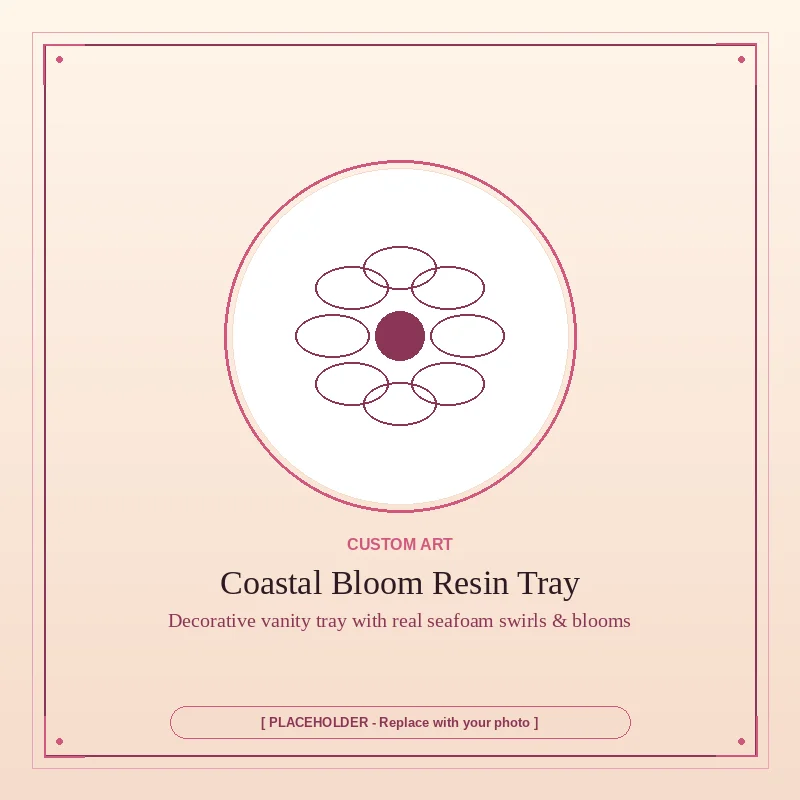 CUSTOM ART
Coastal Bloom Resin Tray
Decorative vanity tray with real seafoam swirls & blooms
[ PLACEHOLDER - Replace with your photo ]